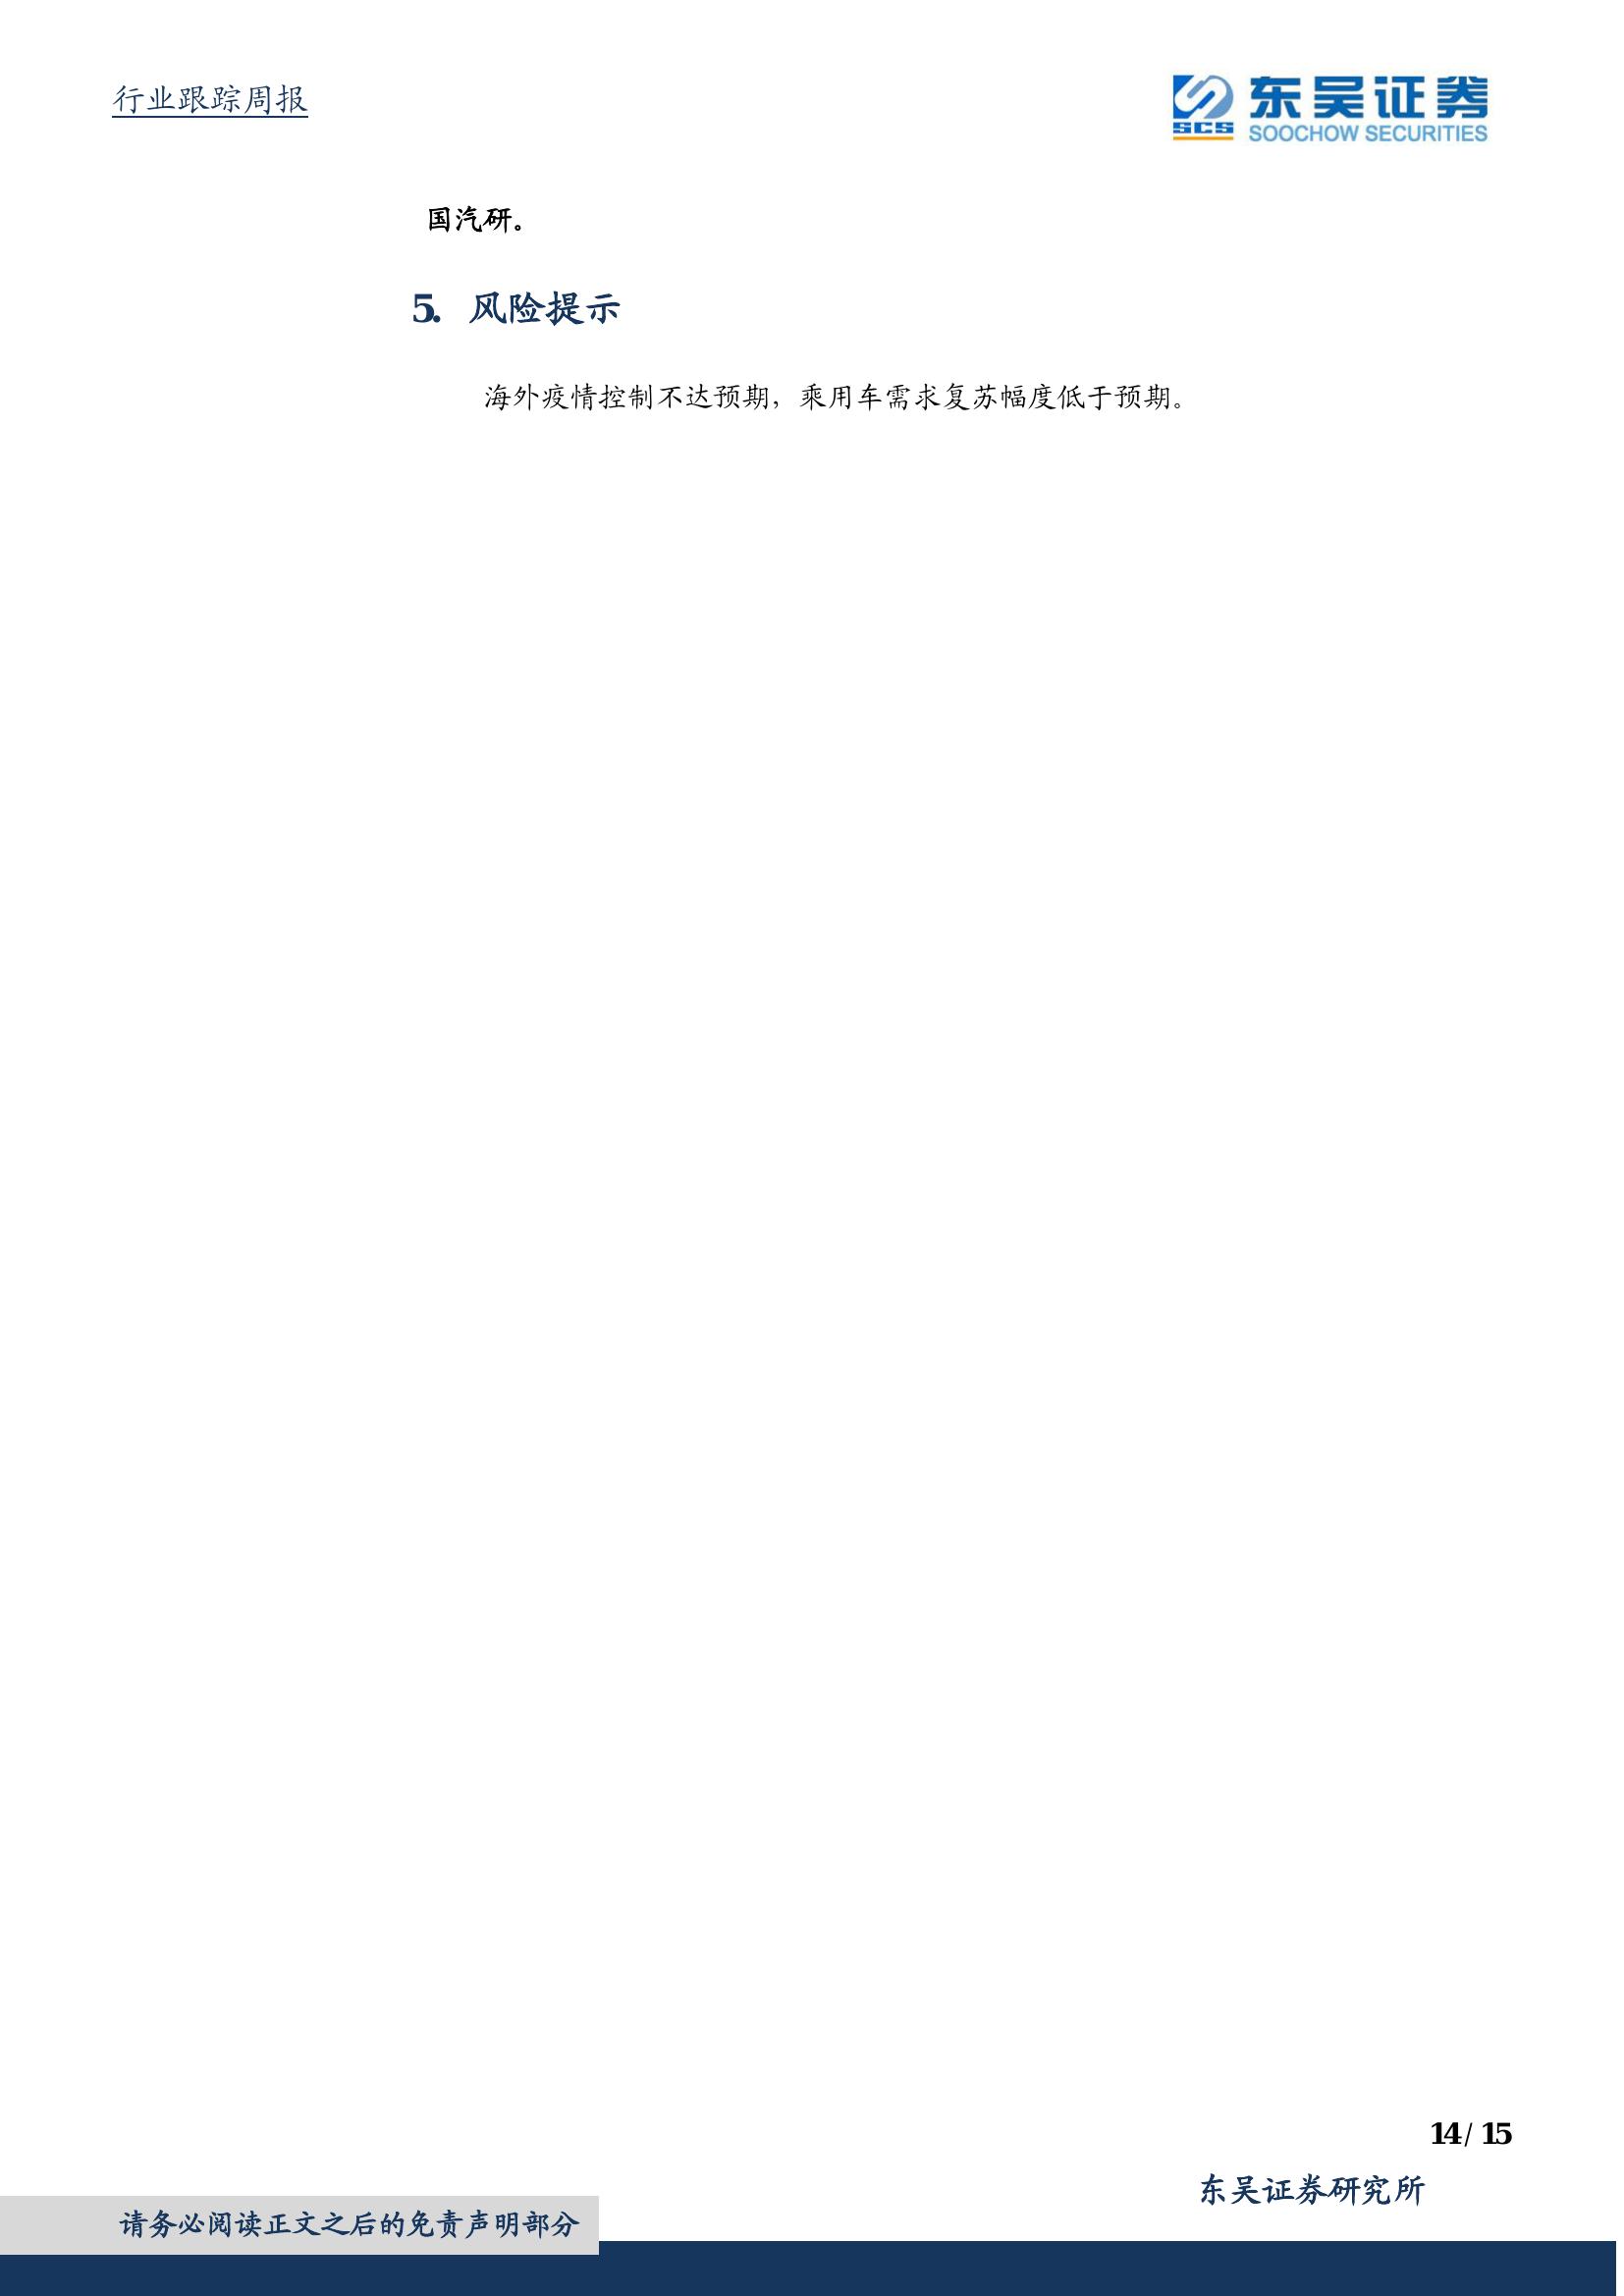 行业跟踪周报
SCS
东吴证券
SOOCHOW SECURITIES
国汽研。
5. 风险提示
海外疫情控制不达预期，乘用车需求复苏幅度低于预期。
14 / 15
东吴证券研究所
请务必阅读正文之后的免责声明部分